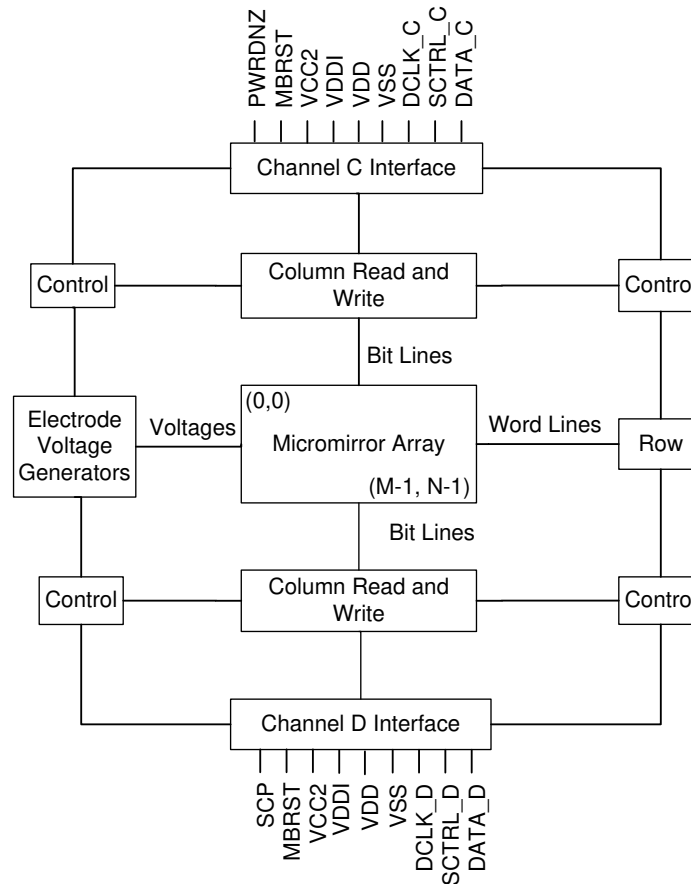 PWRDNZ
MBRST
VCC2
VDDI
VDD
VSS
DCLK_C
SCTRL_C
DATA_C
Channel C Interface
Control
Column Read and
Write
Control
Bit Lines
(0,0)
Electrode
Voltage
Generators
Voltages
Micromirror Array
Word Lines
Row
(M-1, N-1)
Bit Lines
Control
Column Read and
Write
Control
Channel D Interface
SCP
MBRST
VCC2
VDDI
VDD
VSS
DCLK_D
SCTRL_D
DATA_D